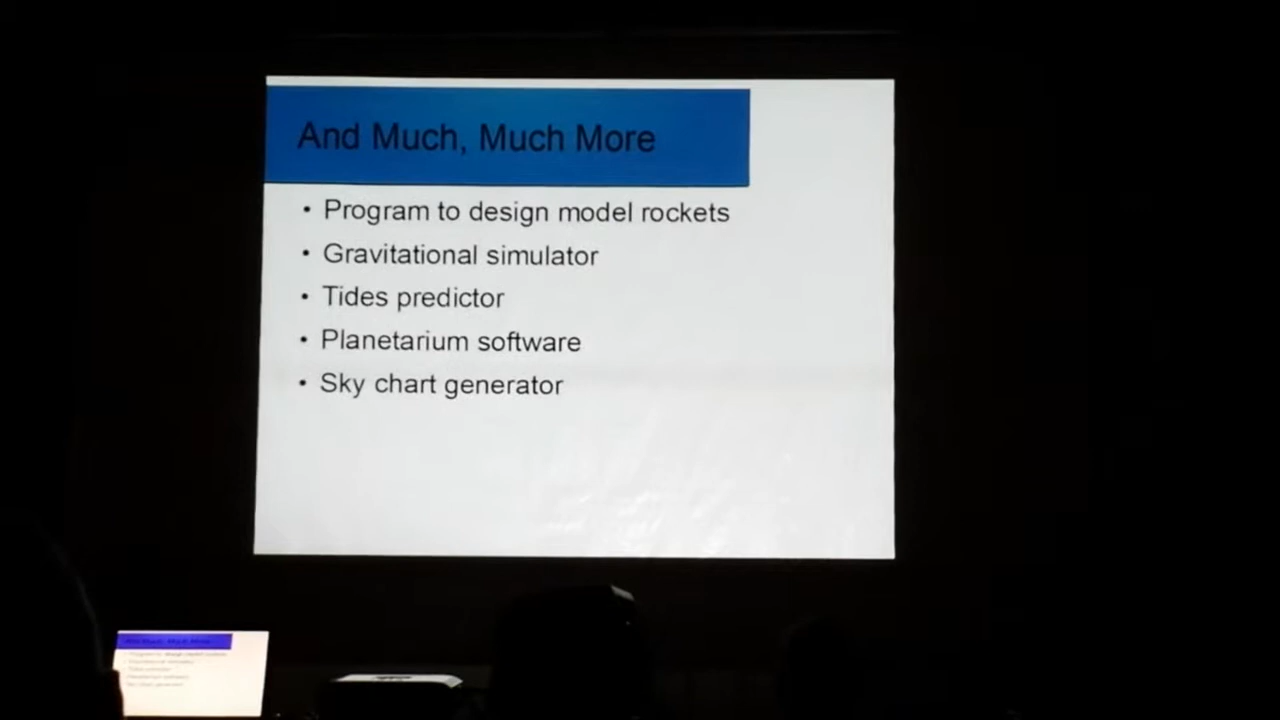 And Much, Much More
• Program to design model rockets
• Gravitational simulator
• Tides predictor
• Planetarium software
• Sky chart generator